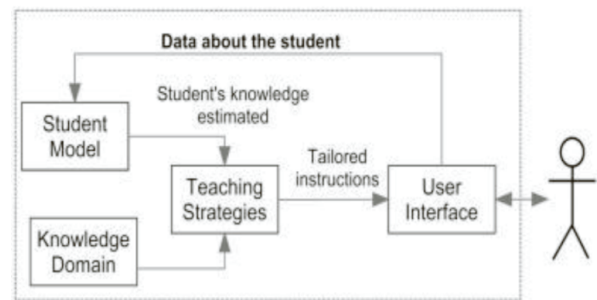 Data about the student
Student's knowledge
estimated
Student
Model
Tailored
instructions
Teaching
Strategies
User
Interface
Knowledge
Domain